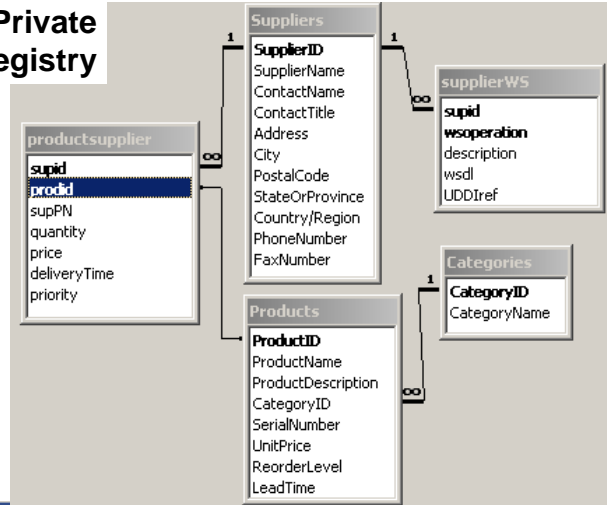 Private
egistry
Suppliers
SupplierID
SupplierName
ContactName
ContactTitle
Address
City
PostalCode
StateOrProvince
Country/Region
PhoneNumber
FaxNumber
1
1
supplierWS
supid
wsoperation
description
wsdl
UDDIref
∞
productsupplier
supid
prodid
supPN
quantity
price
deliveryTime
priority
∞
Categories
CategoryID
CategoryName
1
Products
ProductID
ProductName
ProductDescription
CategoryID
SerialNumber
UnitPrice
ReorderLevel
LeadTime
∞